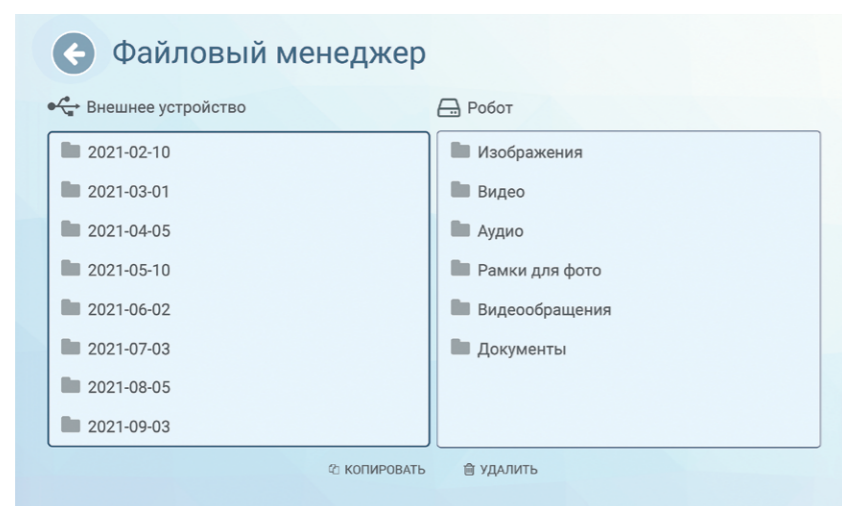 Файловый менеджер
Внешнее устройство
2021-02-10
2021-03-01
2021-04-05
2021-05-10
2021-06-02
2021-07-03
2021-08-05
2021-09-03
Робот
Изображения
Видео
Аудио
Рамки для фото
Видеообращения
Документы
КОПИРОВАТЬ
УДАЛИТЬ